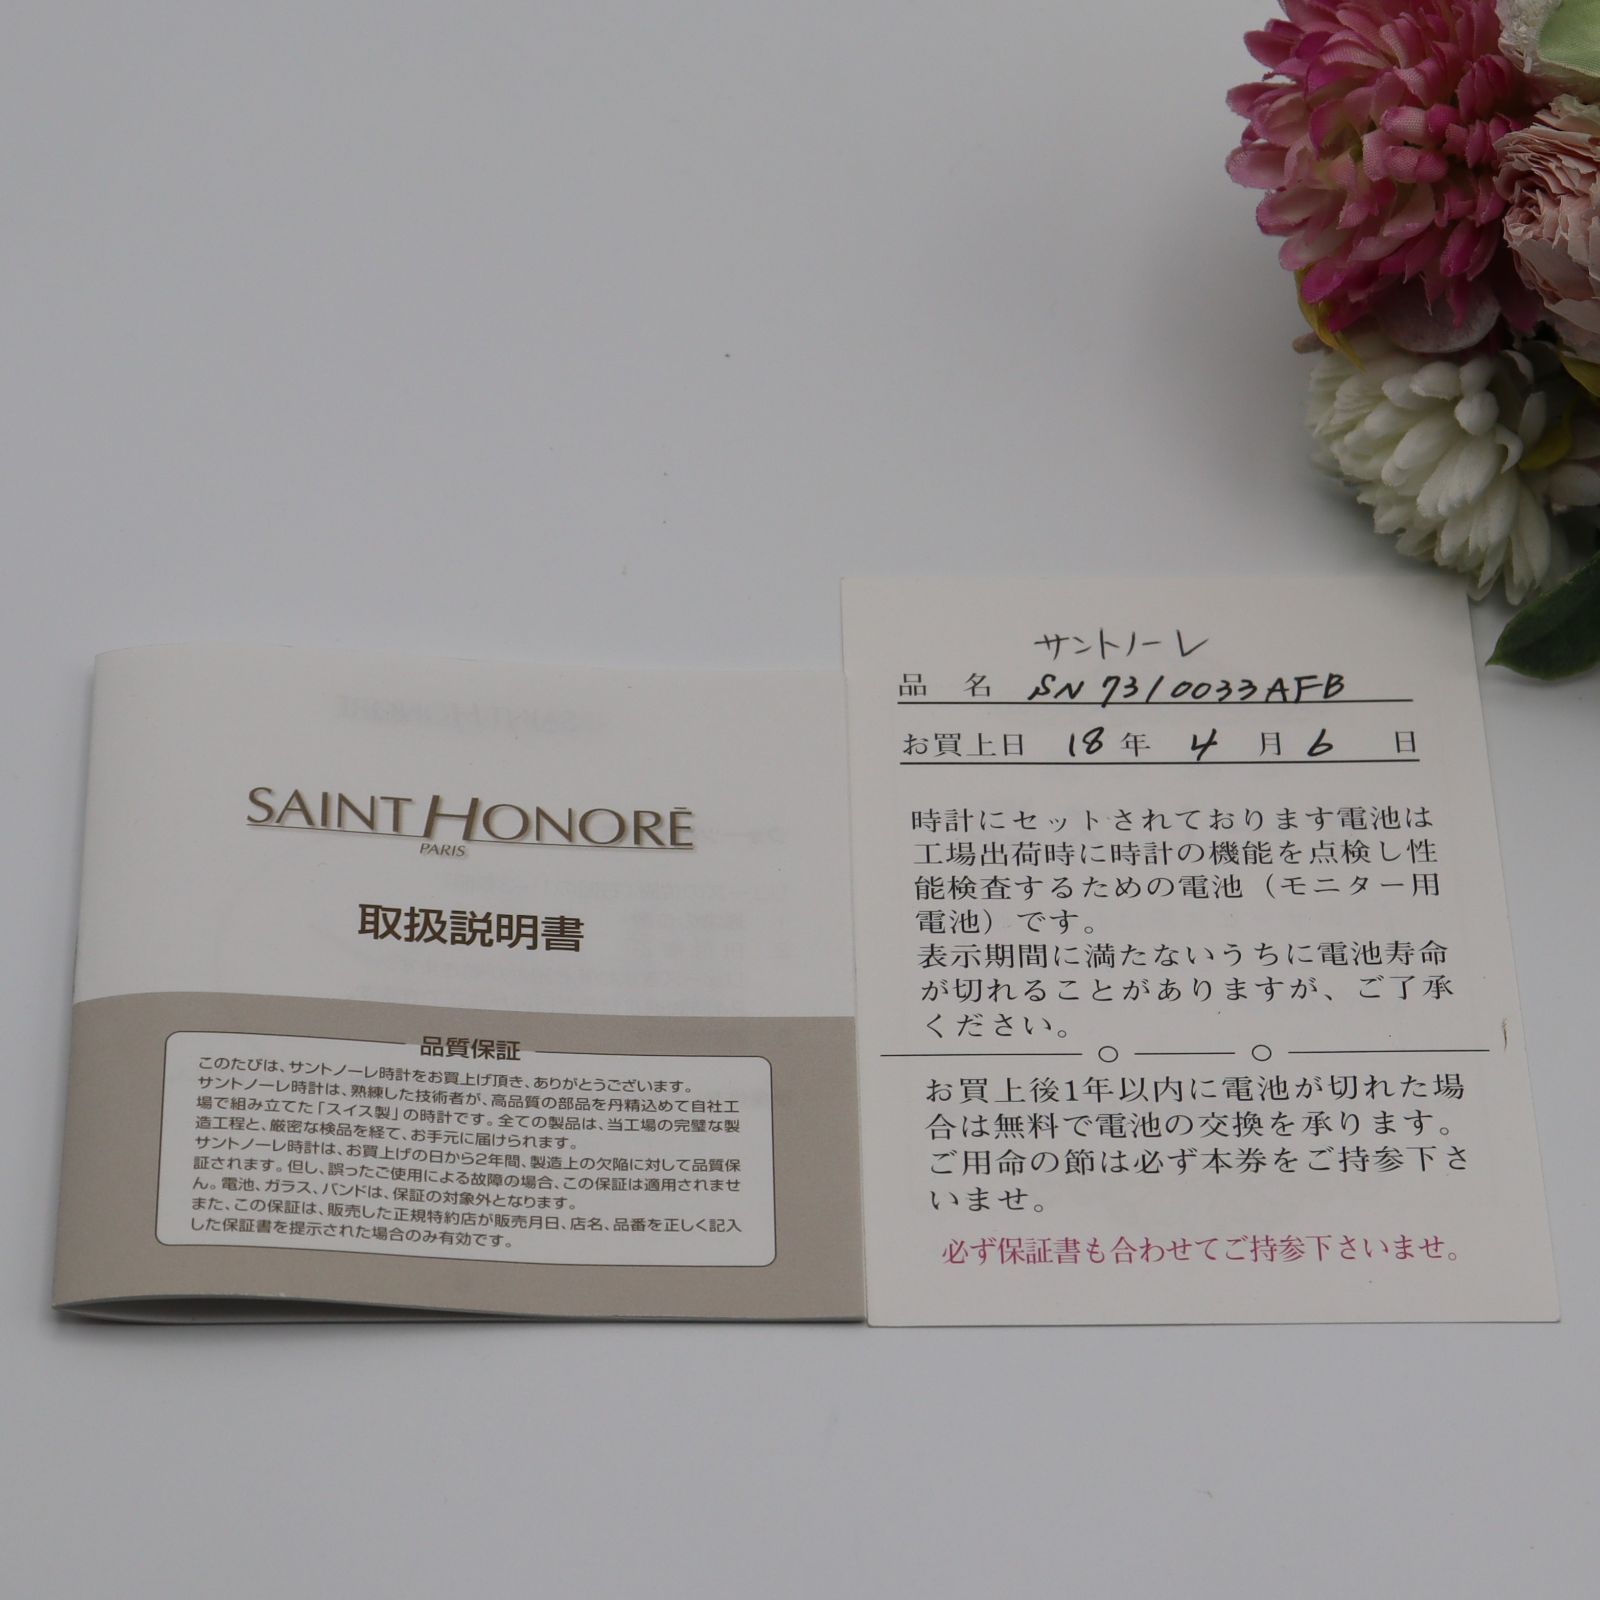 SAINT HONORĒ
PARIS
取扱説明書
品質保証
このたびは、サントノーレ時計をお買上げ頂き、ありがとうございます。
サントノーレ時計は、熟練した技術者が、高品質の部品を丹精込めて自社工
場で組み立てた「スイス製」の時計です。全ての製品は、当工場の完璧な製
造工程と、厳密な検品を経て、お手元に届けられます。
サントノーレ時計は、お買上げの日から2年間、製造上の欠陥に対して品質保
証されます。但し、誤ったご使用による故障の場合、この保証は適用されませ
ん。電池、ガラス、バンドは、保証の対象外となります。
また、この保証は、販売した正規特約店が販売月日、店名、品番を正しく記入
した保証書を提示された場合のみ有効です。
サントノーレ
品 名 SN 7310033AFB
お買上日 18 年 4 月 6 日
時計にセットされております電池は
工場出荷時に時計の機能を点検し性
能検査するための電池（モニター用
電池）です。
表示期間に満たないうちに電池寿命
が切れることがありますが、ご了承
ください。
お買上後1年以内に電池が切れた場
合は無料で電池の交換を承ります。
ご用命の節は必ず本券をご持参下さ
いませ。
必ず保証書も合わせてご持参下さいませ。